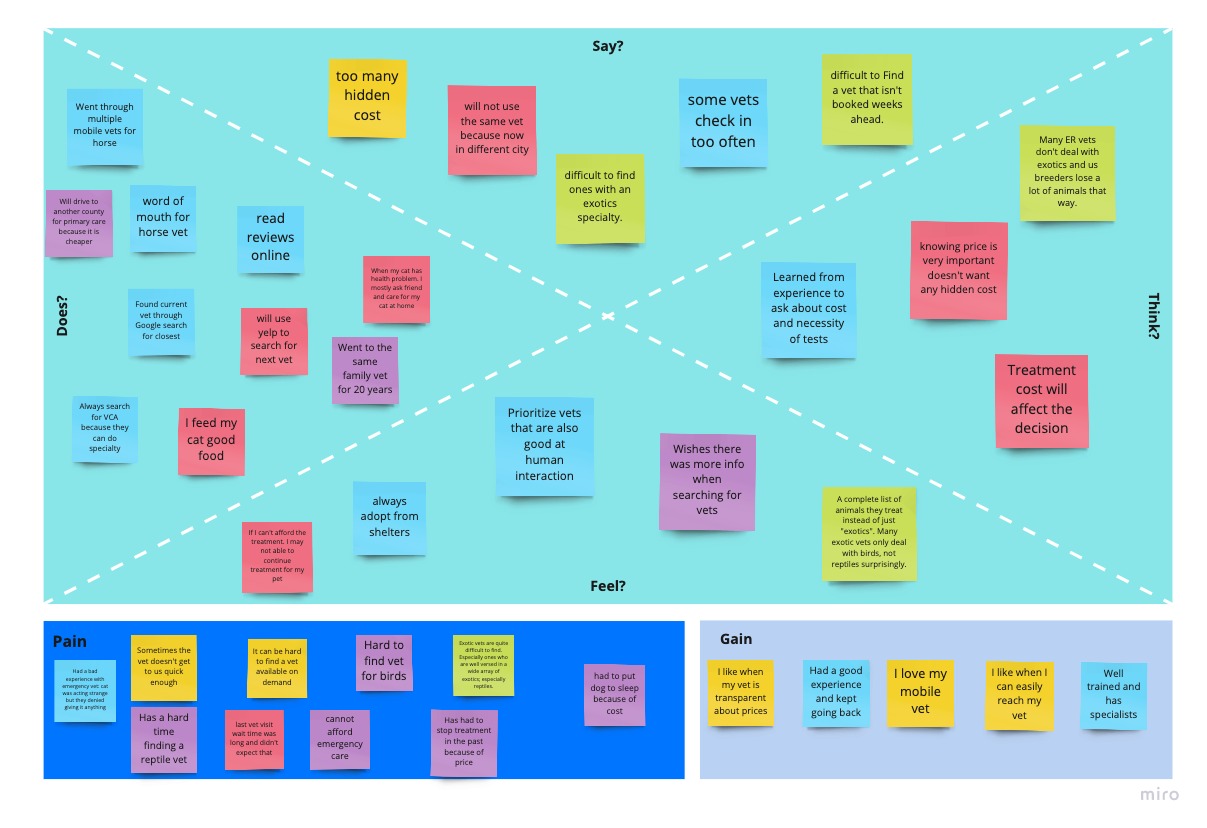 Say?
too many
hidden
cost
will not use
the same vet
because now
in different city
difficult to find
ones with an
exotics
specialty.
some vets
check in
too often
difficult to Find
a vet that isn't
booked weeks
ahead.
Does?
Went through
multiple
mobile vets for
horse
Will drive to
another county
for primary care
because it is
cheaper
word of
mouth for
horse vet
read
reviews
online
When my cat has
health problem. I
mostly ask friend
and care for my
cat at home
Found current
vet through
Google search
for closest
will use
yelp to
search for
next vet
Went to the
same
family vet
for 20 years
Always search
for VCA
because they
can do
specialty
I feed my
cat good
food
Think?
Many ER vets
don't deal with
exotics and us
breeders lose a
lot of animals that
way.
knowing price is
very important
doesn't want
any hidden cost
Learned from
experience to
ask about cost
and necessity
of tests
Treatment
cost will
affect the
decision
Prioritize vets
that are also
good at
human
interaction
Wishes there
was more info
when
searching for
vets
always
adopt from
shelters
If I can't afford the
treatment. I may
not able to
continue
treatment for my
pet
A complete list of
animals they treat
instead of just
"exotics". Many
exotic vets only deal
with birds, not
reptiles surprisingly.
Feel?
Pain
Had a bad
experience with
emergency vet: cat
was acting strange
but they denied
giving it anything
Sometimes the
vet doesn't get
to us quick
enough
It can be
hard to find a vet
available on
demand
Hard to
find vet
for birds
Exotic vets are quite
difficult to find.
Especially ones who
are well versed in a
wide array of
exotics; especially
reptiles.
had to put
dog to sleep
because of
cost
Has a hard
time
finding a
reptile vet
last vet visit
wait time was
long and didn't
expect that
cannot
afford
emergency
care
Has had to
stop treatment
in the past
because of
price
Gain
I like when
my vet is
transparent
about prices
Had a good
experience
and kept
going back
I love my
mobile
vet
I like when I
can easily
reach my
vet
Well
trained and
has
specialists
miro